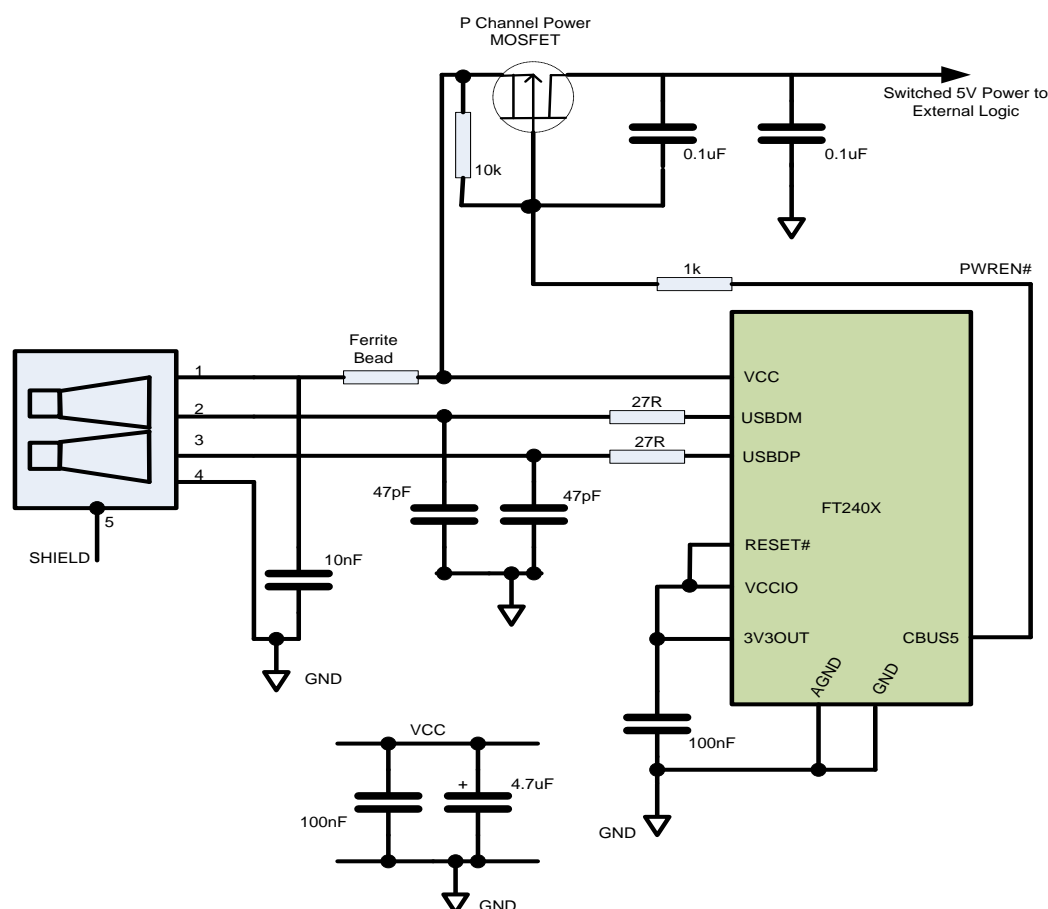 P Channel Power
MOSFET
Switched 5V Power to
External Logic
0.1uF
0.1uF
10k
1k
PWREN#
Ferrite
Bead
1
VCC
2
27R
USBDM
3
27R
USBDP
4
47pF
47pF
FT240X
5
SHIELD
10nF
RESET#
VCCIO
3V3OUT
CBUS5
AGND
GND
GND
VCC
100nF
+
4.7uF
100nF
GND
GND